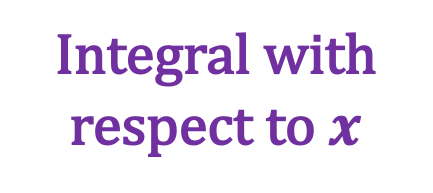 Integral with
respect to x